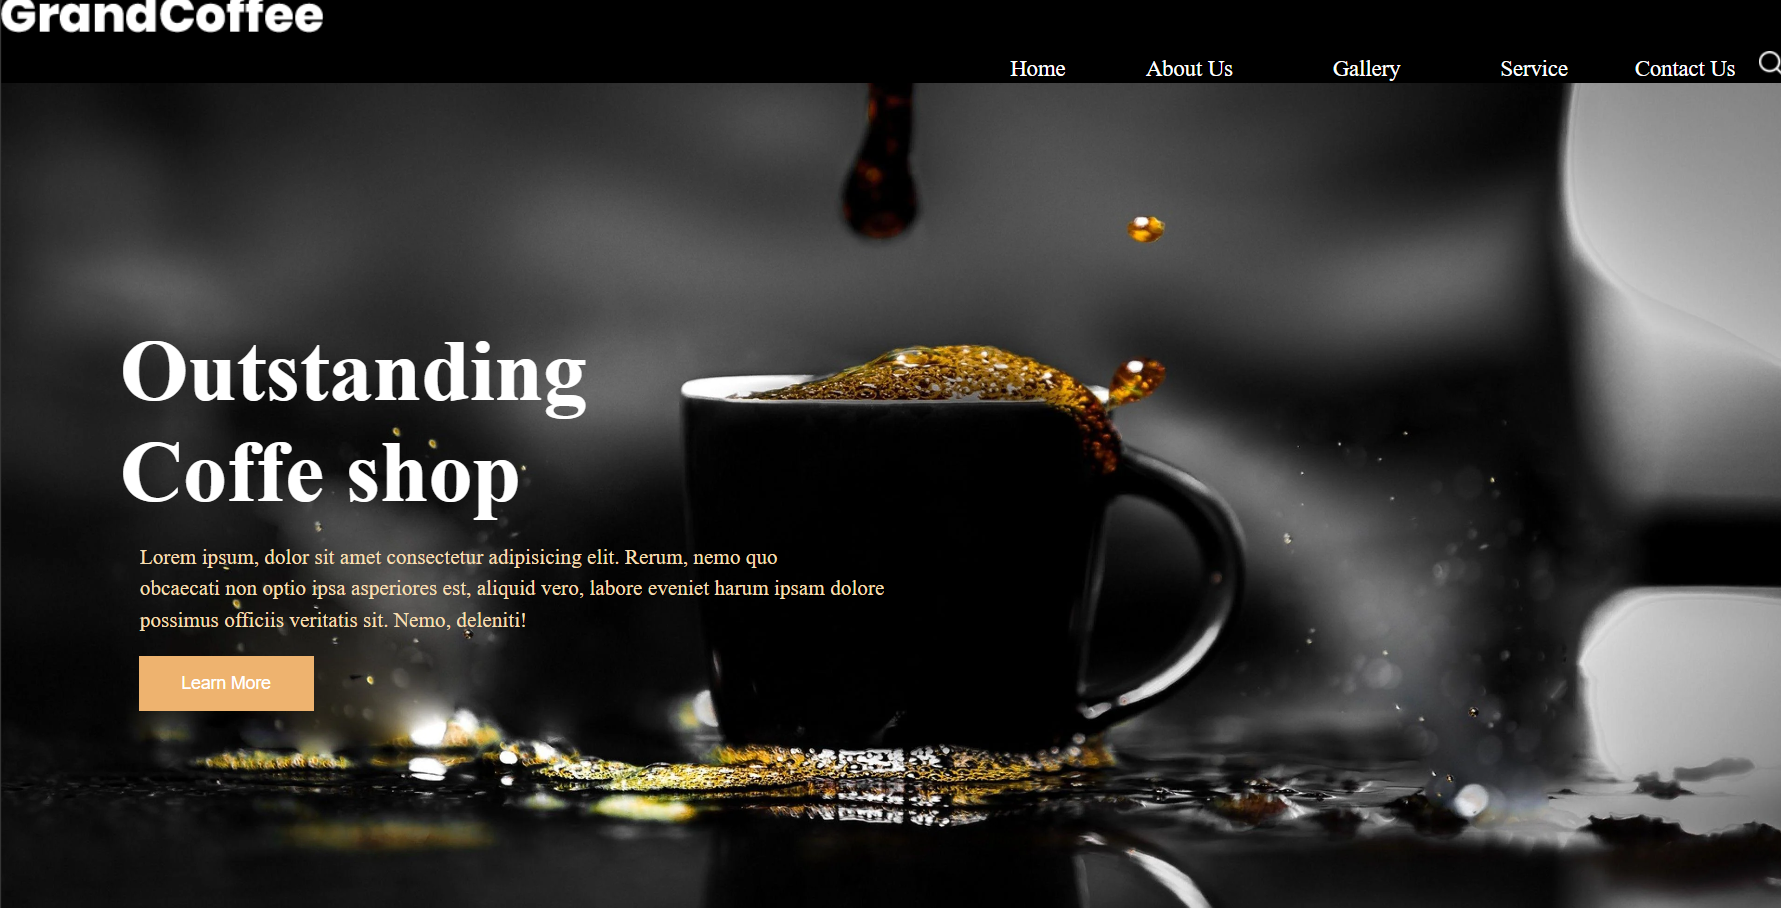 GrandCoffee
Home About Us Gallery Service Contact Us
Outstanding
Coffe shop
Lorem ipsum, dolor sit amet consectetur adipisicing elit. Rerum, nemo quo
obcaecati non optio ipsa asperiores est, aliquid vero, labore eveniet harum ipsam dolore
possimus officiis veritatis sit. Nemo, deleniti!
Learn More